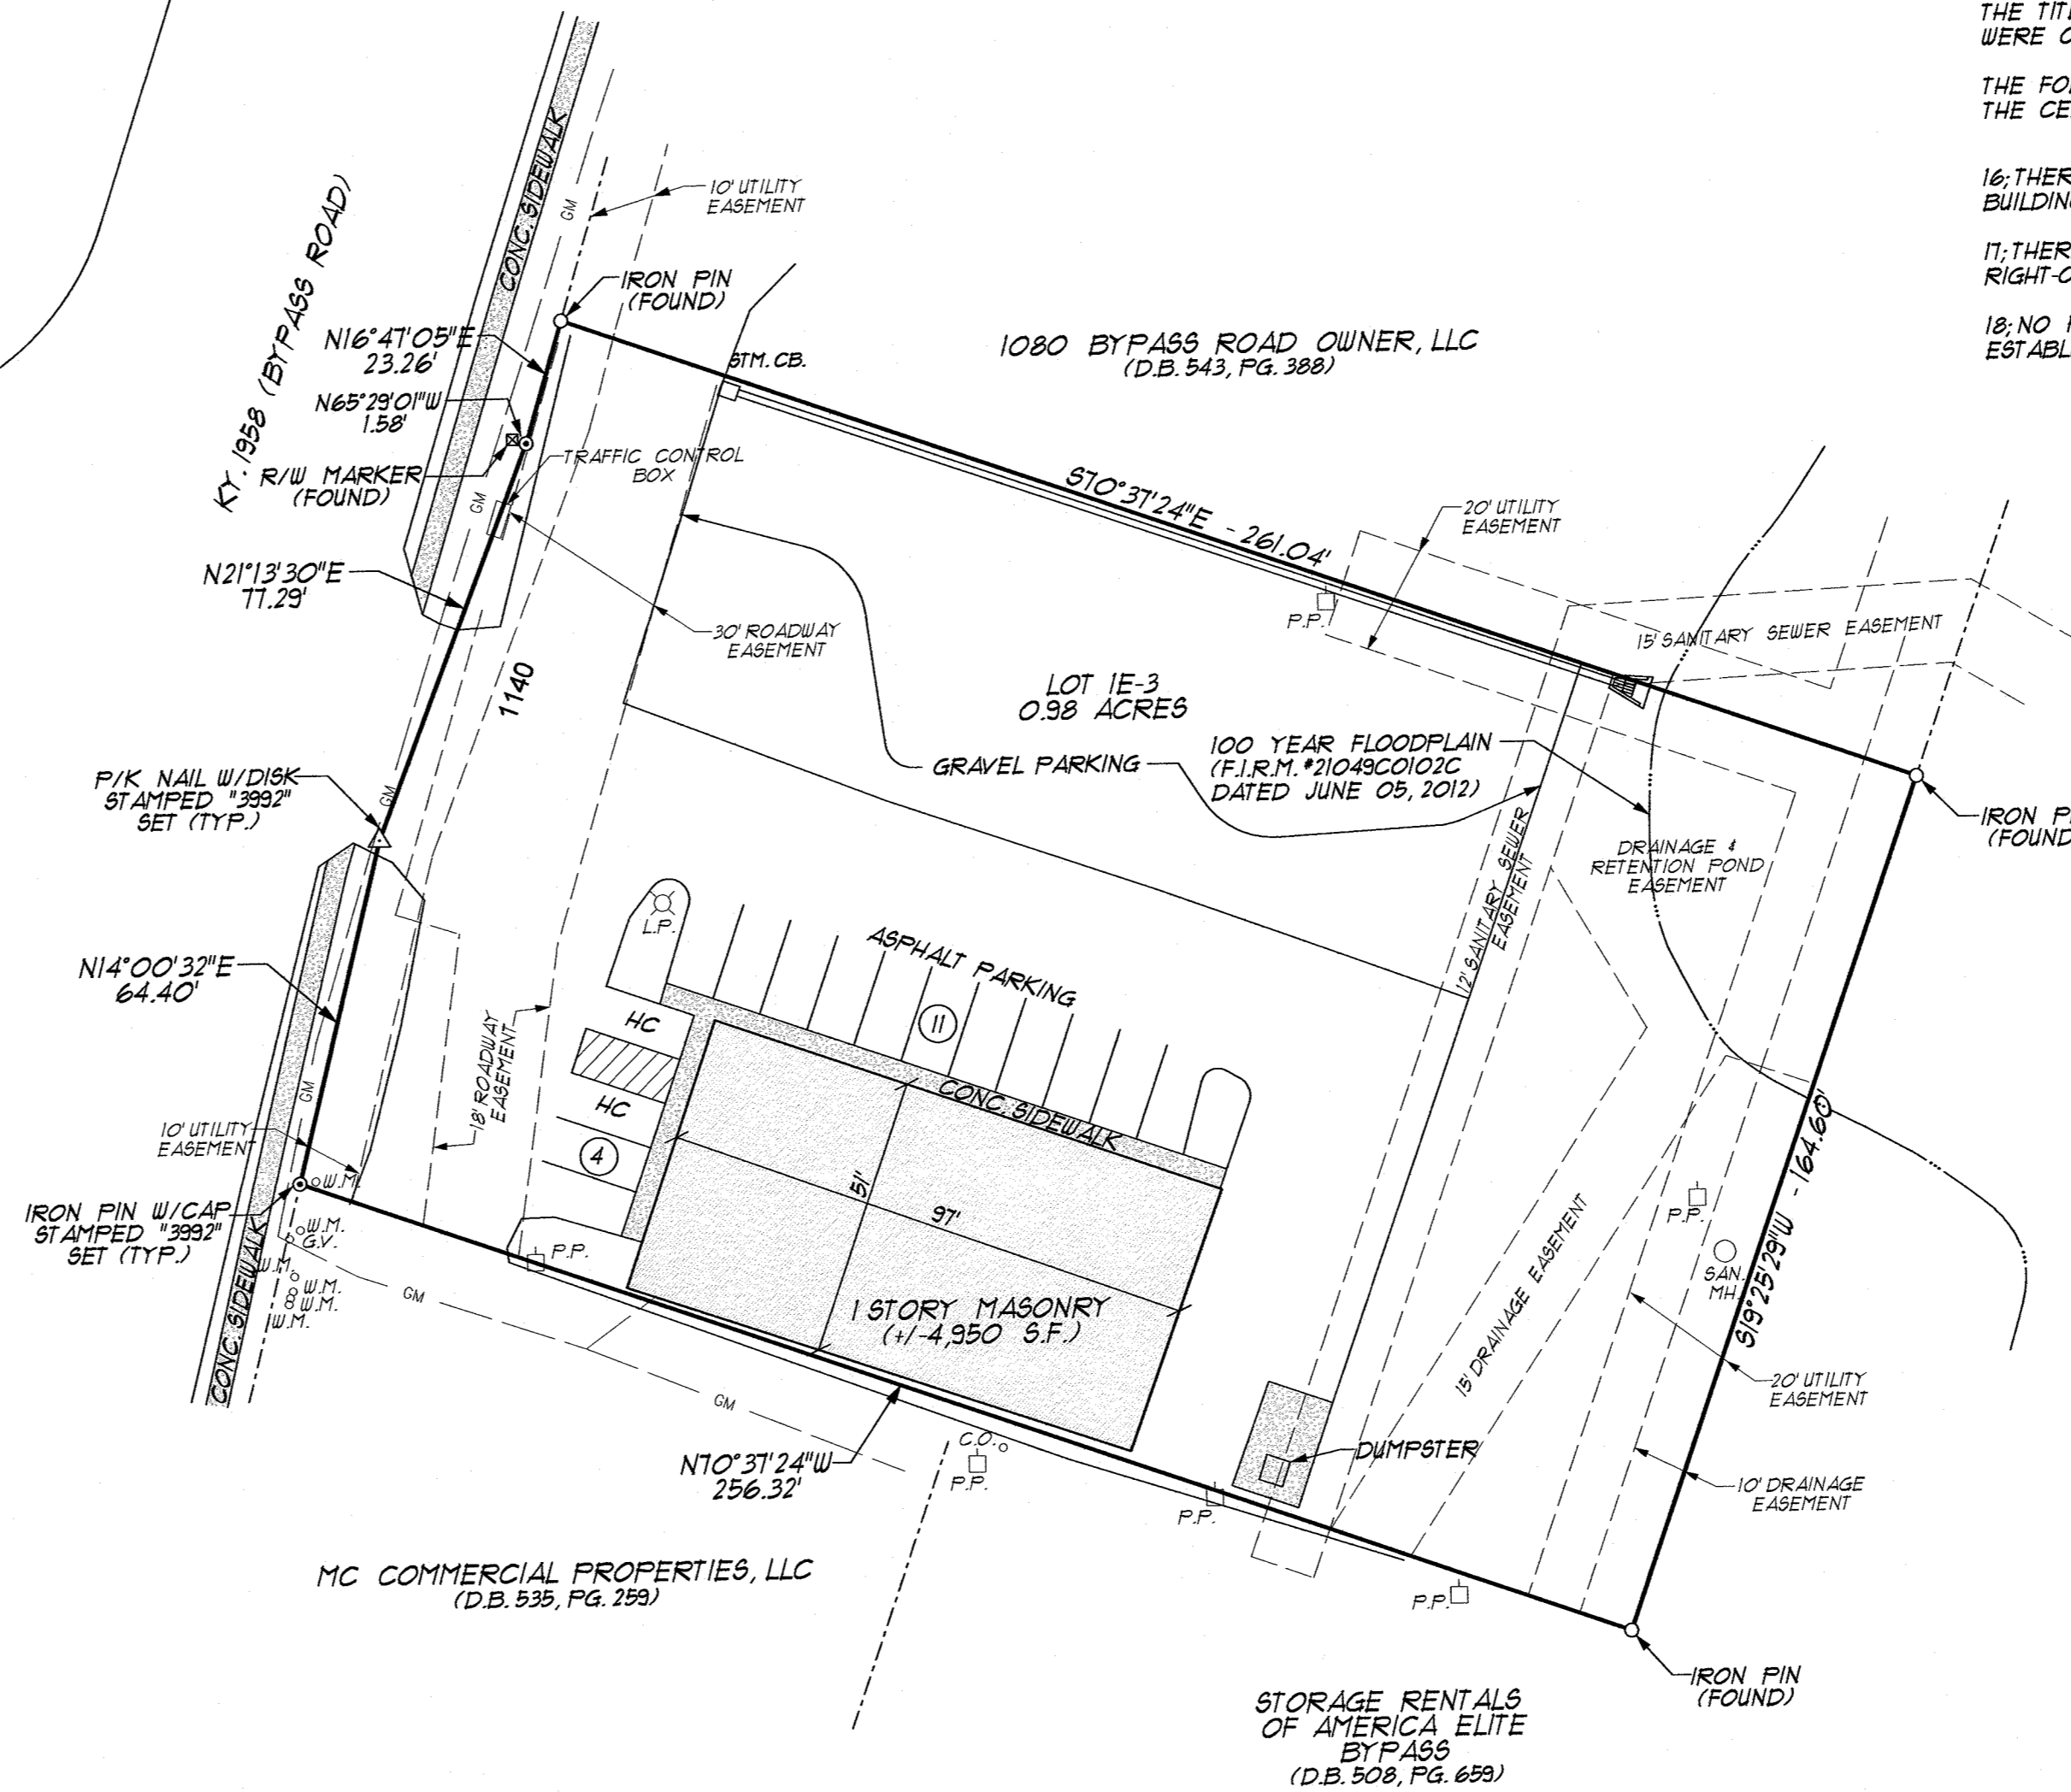 THE TIT
WERE
THE FO
THE CE
16; THER
BUILDIN
17; THER
RIGHT-O
18; NO
ESTABL
CONC. SIDEWALK
GM
10' UTILITY
EASEMENT
KY. 1958 (BYPASS ROAD)
IRON PIN
(FOUND)
N16°47'05"E
23.26'
STM. CB.
1080 BYPASS ROAD OWNER, LLC
(D.B. 543, PG. 388)
N65°29'01"W
1.58'
TRAFFIC CONTROL
BOX
R/W MARKER
(FOUND)
GM
S70°37'24"E - 261.04'
20' UTILITY
EASEMENT
N21°13'30"E
77.29'
P.P.
30' ROADWAY
EASEMENT
15' SANITARY SEWER EASEMENT
1140
LOT 1E-3
0.98 ACRES
100 YEAR FLOODPLAIN
(F.I.R.M. #21049C0102C
DATED JUNE 05, 2012)
GRAVEL PARKING
P/K NAIL W/DISK
STAMPED "3992"
SET (TYP.)
GM
IRON PI
(FOUND
DRAINAGE &
RETENTION POND
EASEMENT
12' SANITARY SEWER
EASEMENT
L.P.
ASPHALT PARKING
N14°00'32"E
64.40'
HC
11
18' ROADWAY
EASEMENT
GM
HC
CONC. SIDEWALK
S19°25'29"W - 164.60'
10' UTILITY
EASEMENT
4
51'
97'
W.M.
IRON PIN W/CAP
STAMPED "3992"
SET (TYP.)
W.M.
G.V.
W.M.
W.M.
W.M.
W.M.
CONC. SIDEWALK
P.P.
GM
1 STORY MASONRY
(+/-4,950 S.F.)
15' DRAINAGE EASEMENT
P.P.
SAN.
MH.
20' UTILITY
EASEMENT
GM
C.O.
P.P.
DUMPSTER
N70°37'24"W
256.32'
10' DRAINAGE
EASEMENT
P.P.
P.P.
MC COMMERCIAL PROPERTIES, LLC
(D.B. 535, PG. 259)
IRON PIN
(FOUND)
STORAGE RENTALS
OF AMERICA ELITE
BYPASS
(D.B. 508, PG. 659)